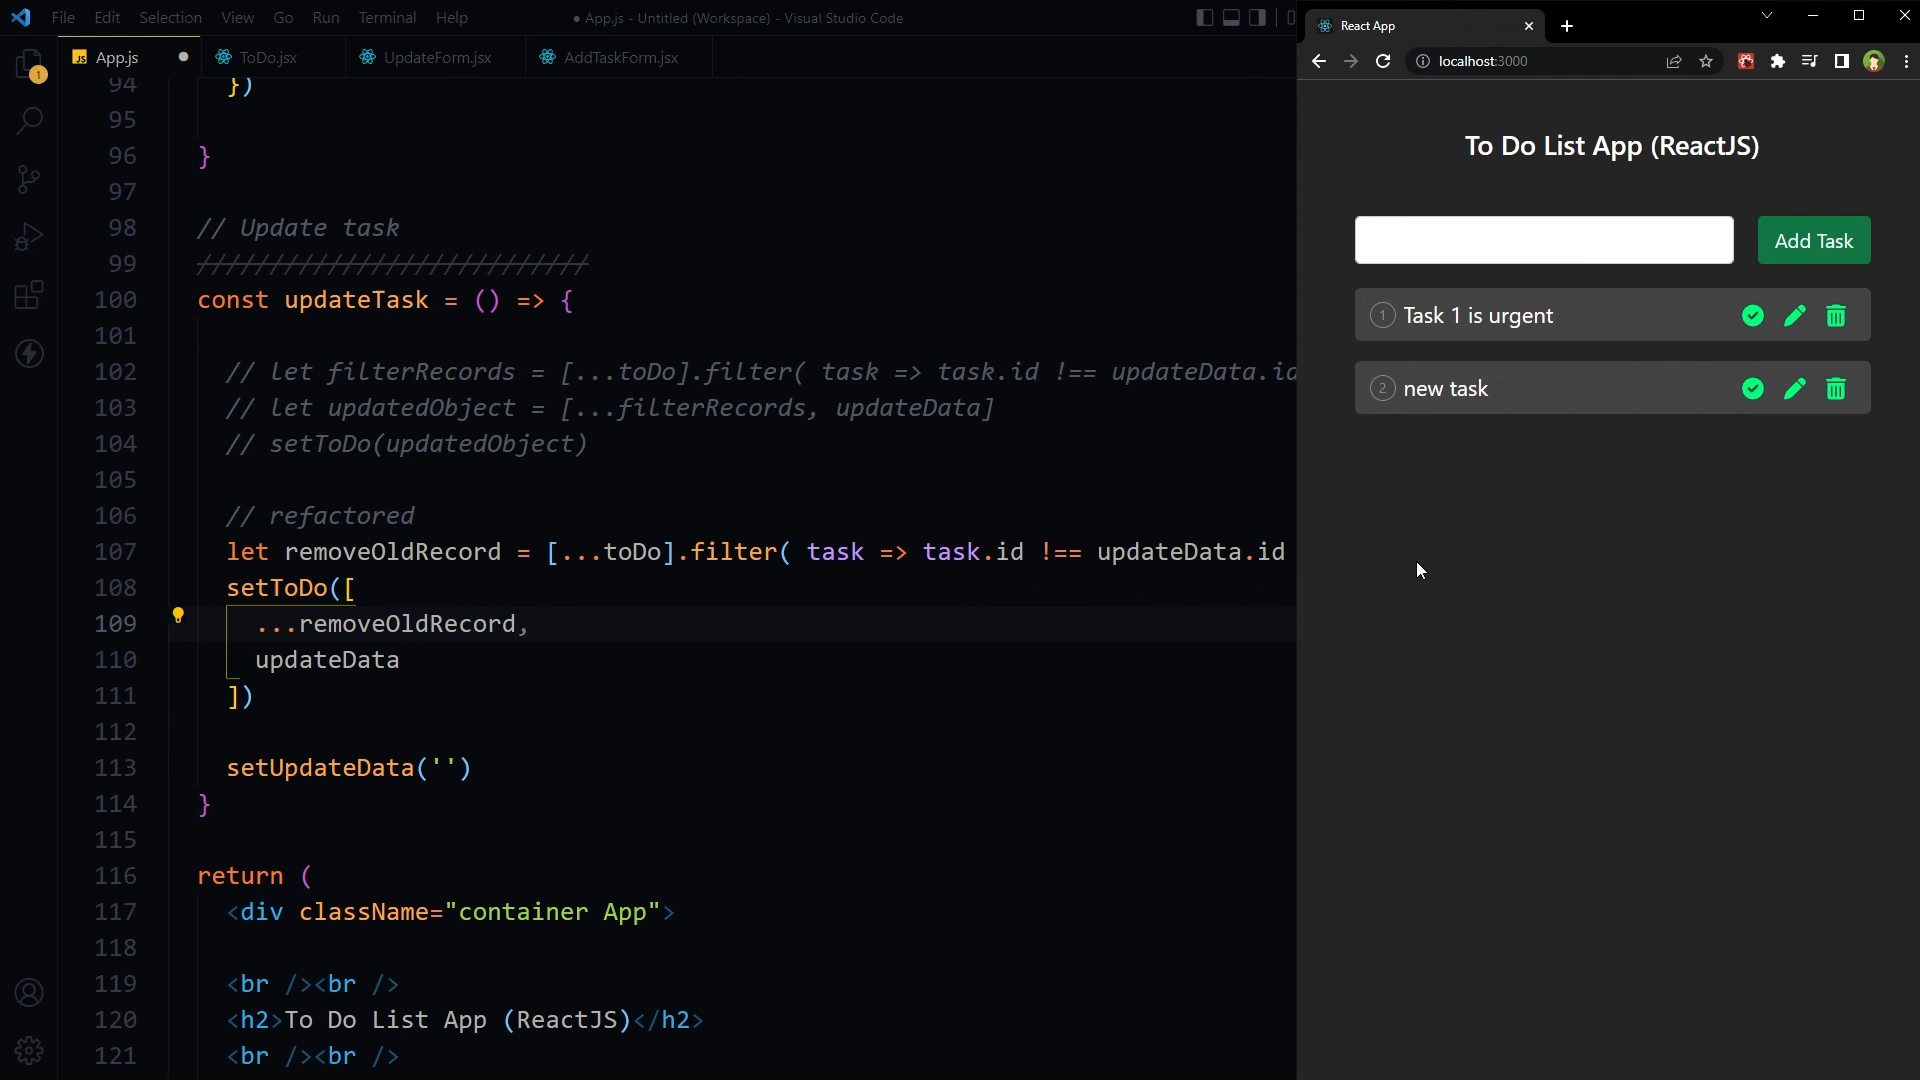 File Edit Selection View Go Run Terminal Help
● App.js - Untitled (Workspace) - Visual Studio Code
JS App.js ●
ToDo.jsx
UpdateForm.jsx
AddTaskForm.jsx
1
94 })
95
96 }
97
98 // Update task
99 ///////////////////////////
100 const updateTask = () => {
101
102 // let filterRecords = [...toDo].filter( task => task.id !== updateData.id
103 // let updatedObject = [...filterRecords, updateData]
104 // setToDo(updatedObject)
105
106 // refactored
107 let removeOldRecord = [...toDo].filter( task => task.id !== updateData.id
108 setToDo([
109 ...removeOldRecord,
110 updateData
111 ])
112
113 setUpdateData('')
114 }
115
116 return (
117 <div className="container App">
118
119 <br /><br />
120 <h2>To Do List App (ReactJS)</h2>
121 <br /><br />
React App
localhost:3000
To Do List App (ReactJS)
Add Task
1 Task 1 is urgent
2 new task